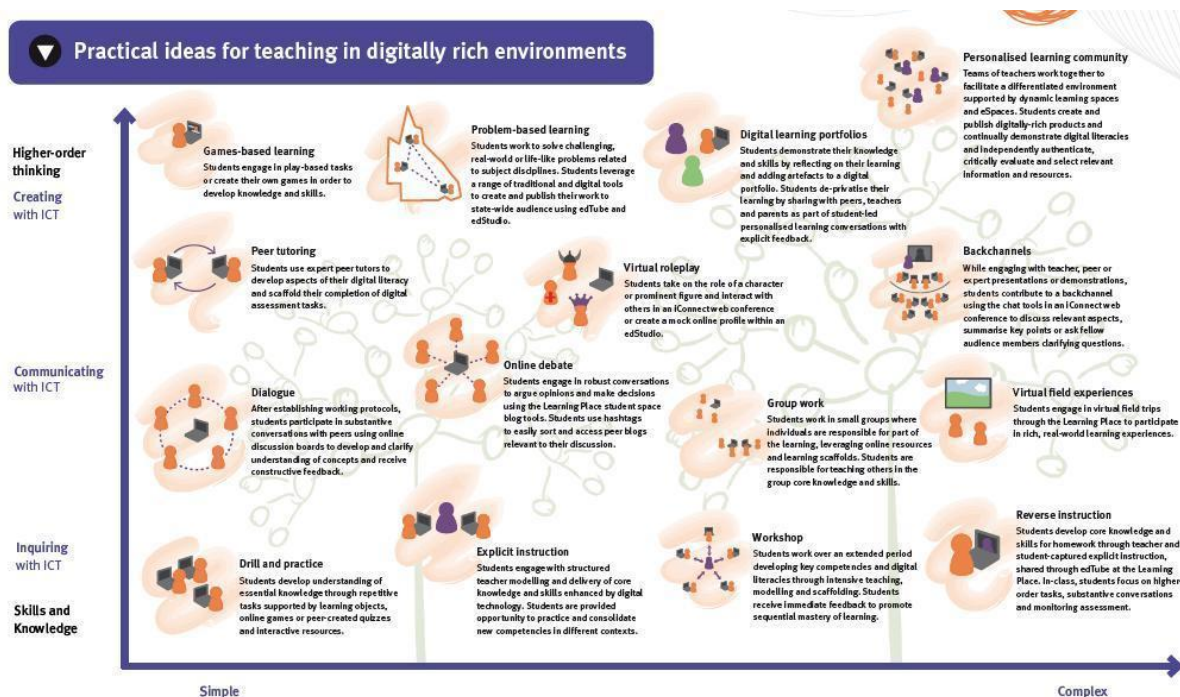 Practical ideas for teaching in digitally rich environments
Higher-order
thinking
Creating
with ICT
Communicating
with ICT
Inquiring
with ICT
Skills and
Knowledge
Games-based learning
Students engage in play-based tasks
or create their own games in order to
develop knowledge and skills.
Problem-based learning
Students work to solve challenging,
real-world or life-like problems related
to subject disciplines. Students leverage
a range of traditional and digital tools
to create and publish their work to
state-wide audience using edTube and
edStudio.
Digital learning portfolios
Students demonstrate their knowledge
and skills by reflecting on their learning
and adding artefacts to a digital
portfolio. Students de-privatise their
learning by sharing with peers, teachers
and parents as part of student-led
personalised learning conversations with
explicit feedback.
Personalised learning community
Teams of teachers work together to
facilitate a differentiated environment
supported by dynamic learning spaces
and eSpaces. Students create and
publish digitally-rich products and
continually demonstrate digital literacies
and independently authenticate,
critically evaluate and select relevant
information and resources.
Peer tutoring
Students use expert peer tutors to
develop aspects of their digital literacy
and scaffold their completion of digital
assessment tasks.
Virtual roleplay
Students take on the role of a character
or prominent figure and interact with
others in an iConnect web conference
or create a mock online profile within an
edStudio.
Backchannels
While engaging with teacher, peer or
expert presentations or demonstrations,
students contribute to a backchannel
using the chat tools in an iConnect web
conference to discuss relevant aspects,
summarise key points or ask fellow
audience members clarifying questions.
Dialogue
After establishing working protocols,
students participate in substantive
conversations with peers using online
discussion boards to develop and clarify
understanding of concepts and receive
constructive feedback.
Online debate
Students engage in robust conversations
to argue opinions and make decisions
using the Learning Place student space
blog tools. Students use hashtags
to easily sort and access peer blogs
relevant to their discussion.
Group work
Students work in small groups where
individuals are responsible for part of
the learning, leveraging online resources
and learning scaffolds. Students are
responsible for teaching others in the
group core knowledge and skills.
Virtual field experiences
Students engage in virtual field trips
through the Learning Place to participate
in rich, real-world learning experiences.
Drill and practice
Students develop understanding of
essential knowledge through repetitive
tasks supported by learning objects,
online games or peer-created quizzes
and interactive resources.
Explicit instruction
Students engage with structured
teacher modelling and delivery of core
knowledge and skills enhanced by digital
technology. Students are provided
opportunity to practice and consolidate
new competencies in different contexts.
Workshop
Students work over an extended period
developing key competencies and digital
literacies through intensive teaching,
modelling and scaffolding. Students
receive immediate feedback to promote
sequential mastery of learning.
Reverse instruction
Students develop core knowledge and
skills for homework through teacher and
student-captured explicit instruction,
shared through edTube at the Learning
Place. In-class, students focus on higher
order tasks, substantive conversations
and monitoring assessment.
Simple
Complex